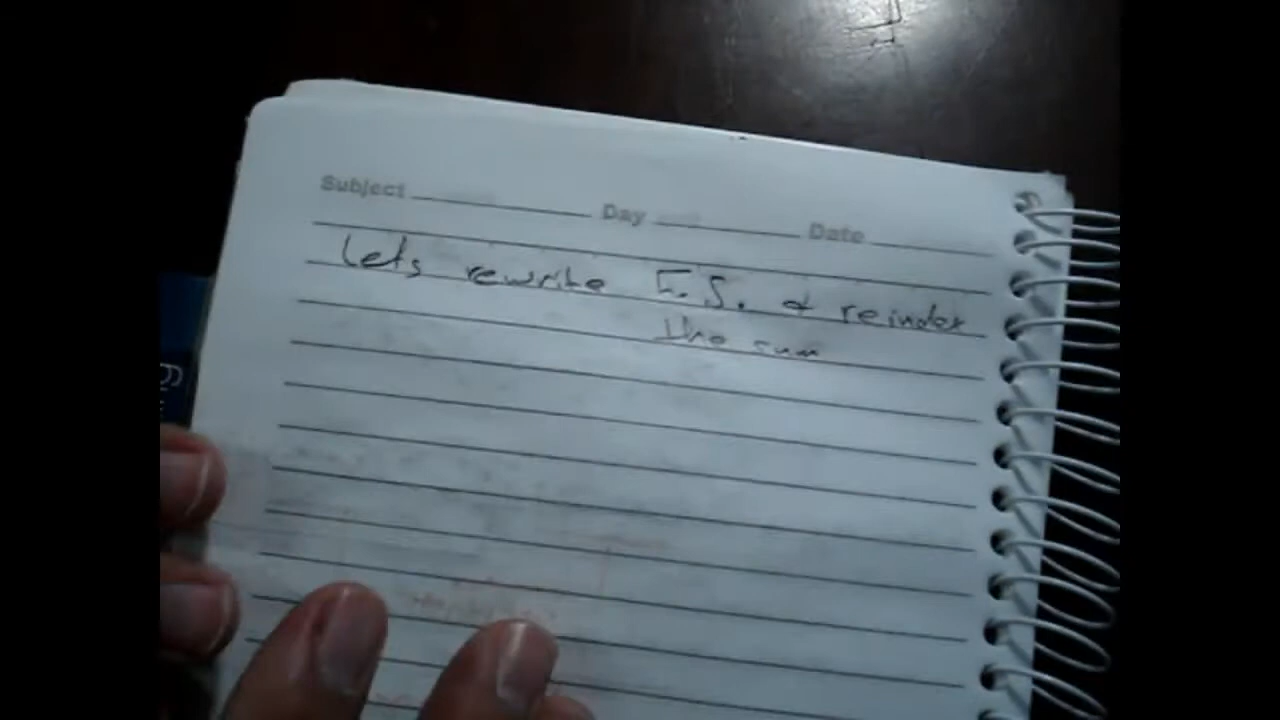 Subject Day Date
Lets rewrite F.S. & reindex
the sum